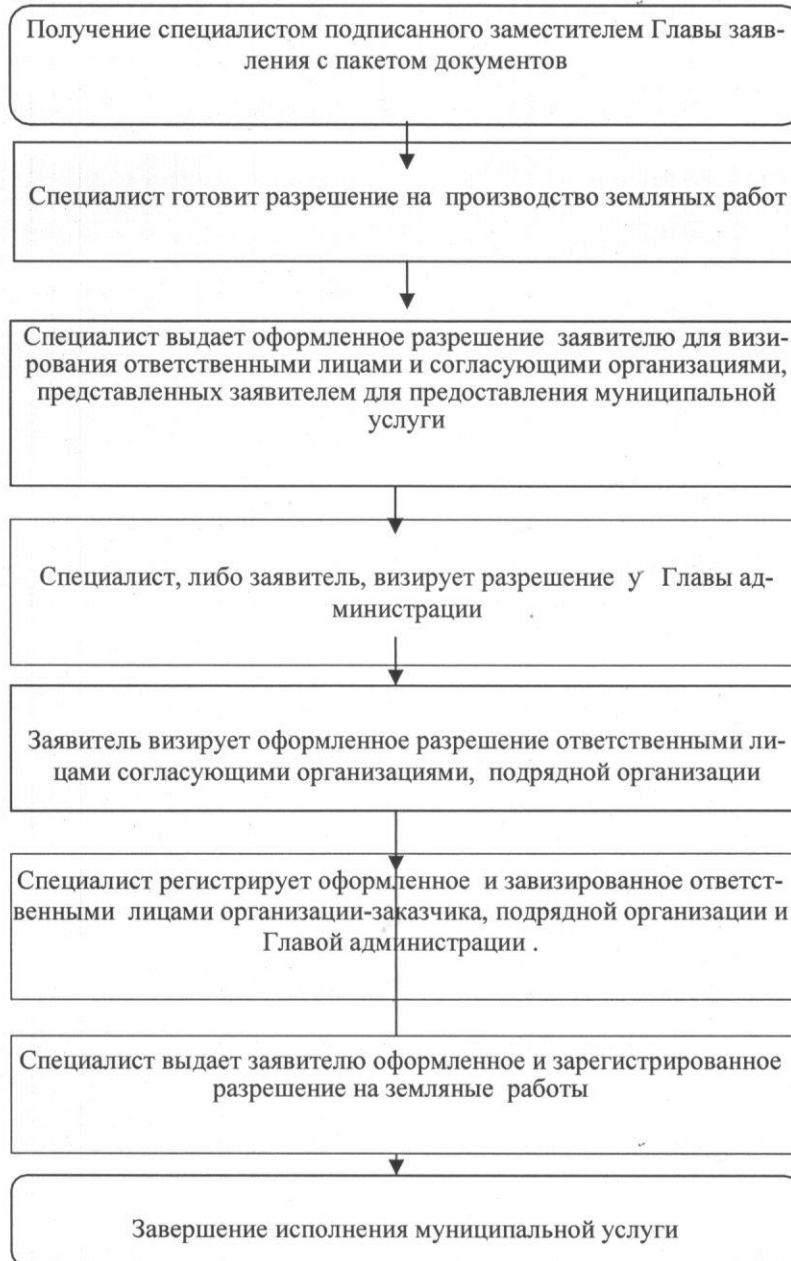 Получение специалистом подписанного заместителем Главы заяв-
ления с пакетом документов
Специалист готовит разрешение на производство земляных работ
Специалист выдает оформленное разрешение заявителю для визи-
рования ответственными лицами и согласующими организациями,
представленных заявителем для предоставления муниципальной
услуги
Специалист, либо заявитель, визирует разрешение у Главы ад-
министрации
Заявитель визирует оформленное разрешение ответственными ли-
цами согласующими организациями, подрядной организации
Специалист регистрирует оформленное и завизированное ответст-
венными лицами организации-заказчика, подрядной организации и
Главой администрации .
Специалист выдает заявителю оформленное и зарегистрированное
разрешение на земляные работы
Завершение исполнения муниципальной услуги